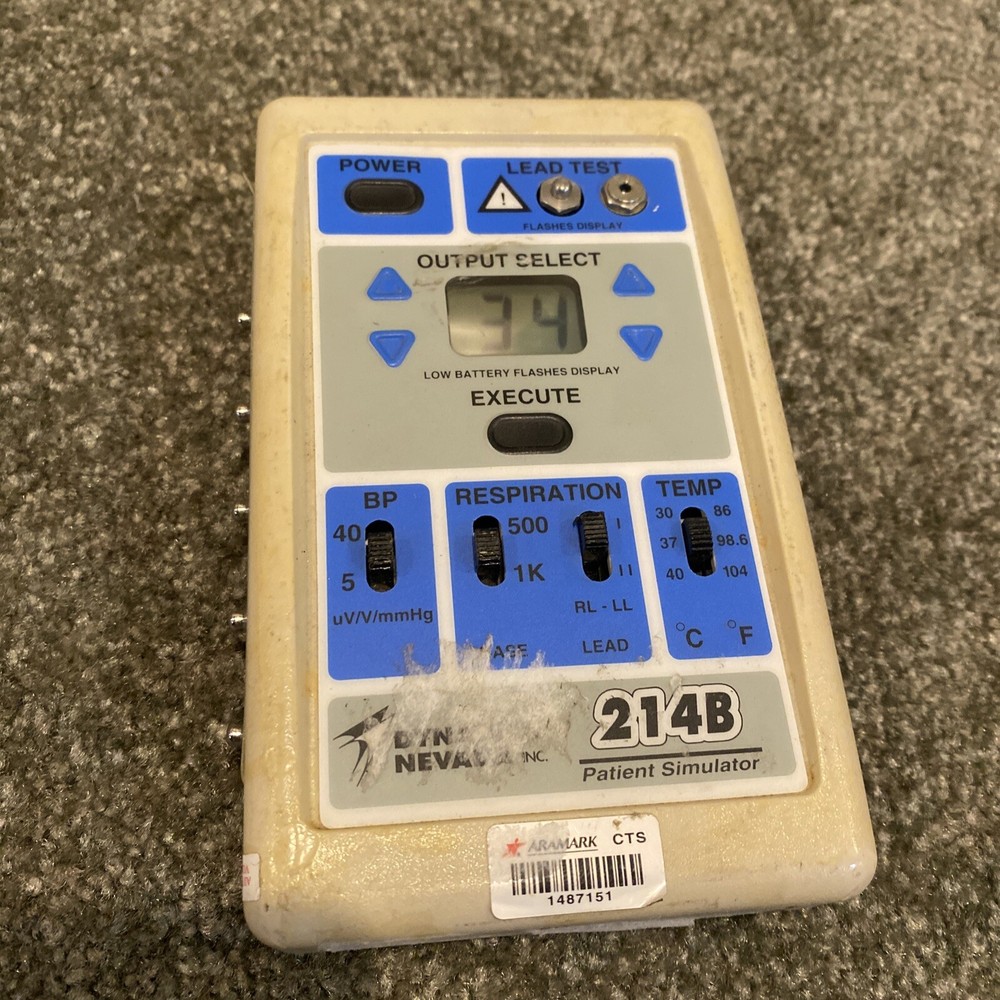 POWER
LEAD TEST
!
FLASHES DISPLAY
OUTPUT SELECT
34
LOW BATTERY FLASHES DISPLAY
EXECUTE
BP
40
5
uV/V/mmHg
RESPIRATION
500
1K
I
II
RL - LL
LEAD
TEMP
30 86
37 98.6
40 104
°C °F
INC.
214B
Patient Simulator
ARAMARK CTS
1487151